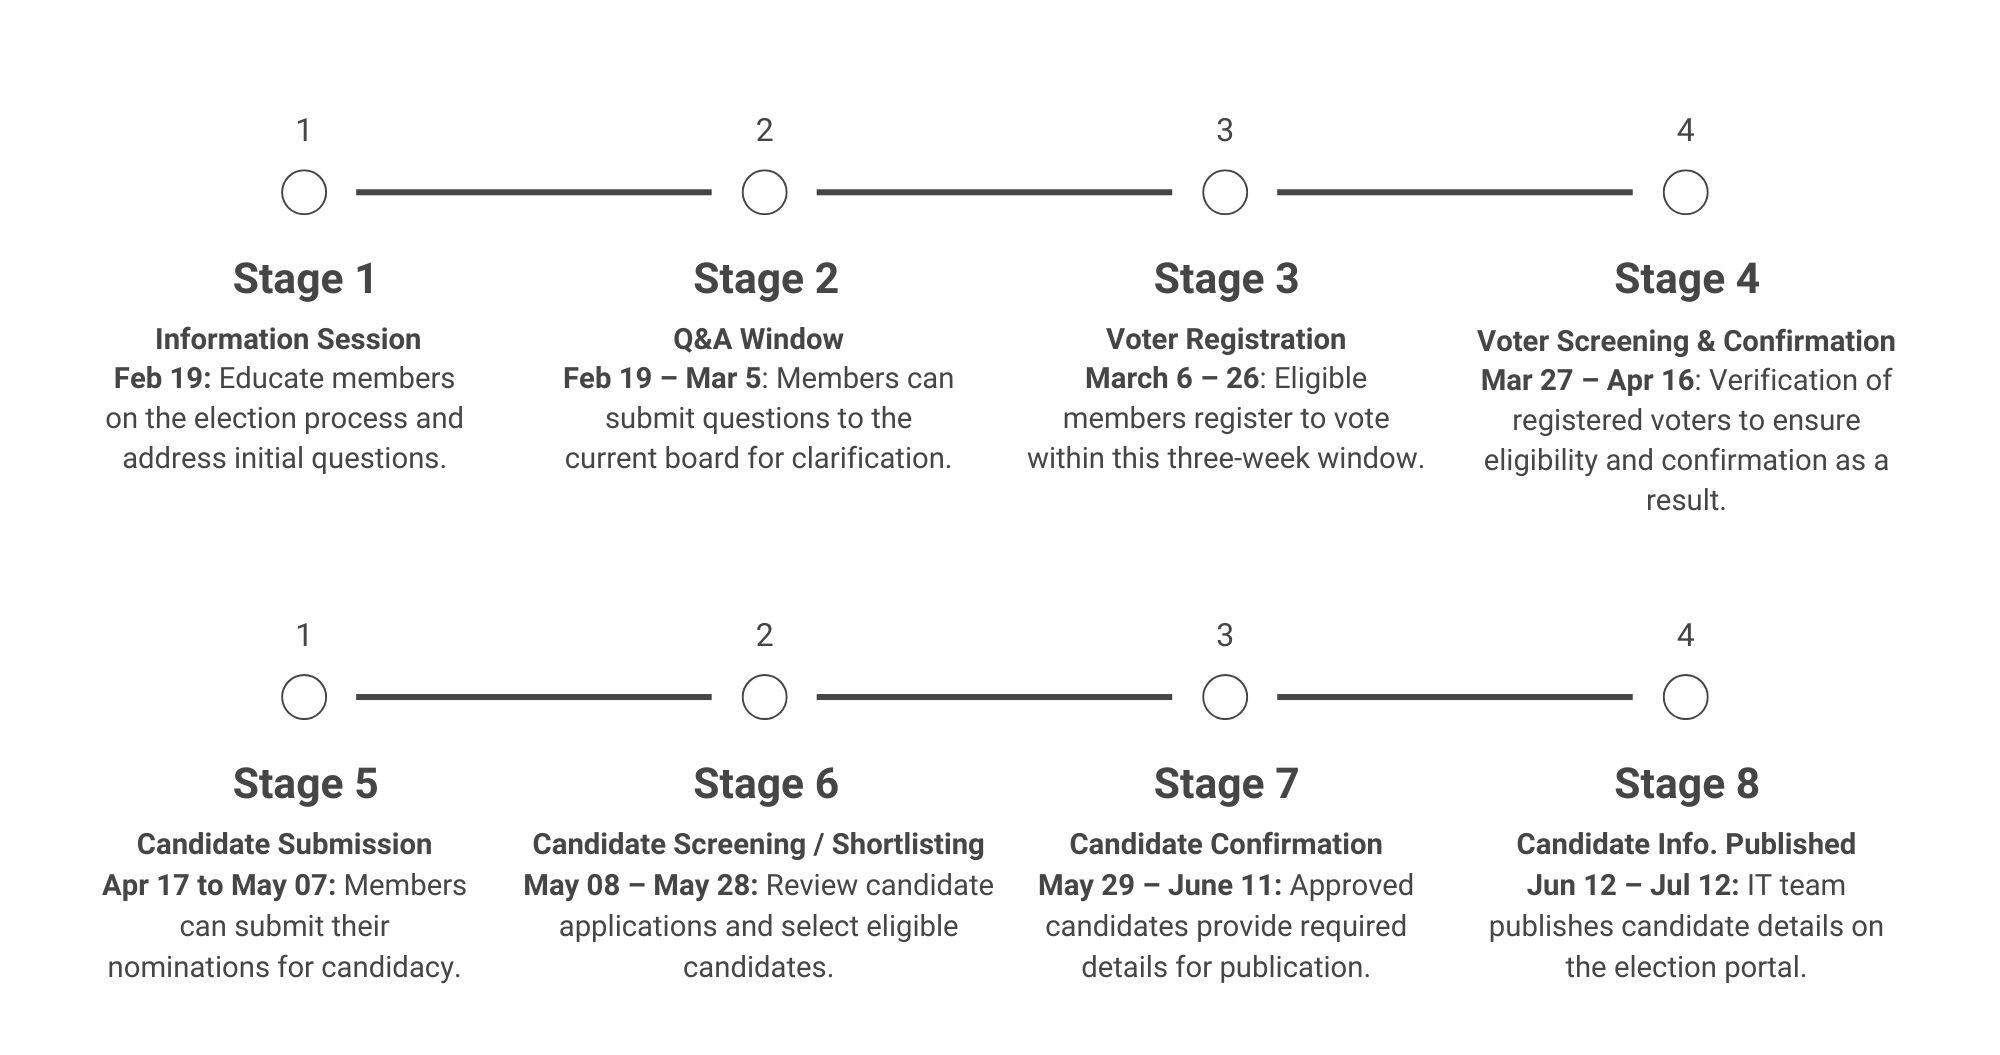 1
2
3
4
Stage 1
Information Session
Feb 19: Educate members
on the election process and
address initial questions.
Stage 2
Q&A Window
Feb 19 – Mar 5: Members can
submit questions to the
current board for clarification.
Stage 3
Voter Registration
March 6 – 26: Eligible
members register to vote
within this three-week window.
Stage 4
Voter Screening & Confirmation
Mar 27 – Apr 16: Verification of
registered voters to ensure
eligibility and confirmation as a
result.
1
2
3
4
Stage 5
Candidate Submission
Apr 17 to May 07: Members
can submit their
nominations for candidacy.
Stage 6
Candidate Screening / Shortlisting
May 08 – May 28: Review candidate
applications and select eligible
candidates.
Stage 7
Candidate Confirmation
May 29 – June 11: Approved
candidates provide required
details for publication.
Stage 8
Candidate Info. Published
Jun 12 – Jul 12: IT team
publishes candidate details on
the election portal.